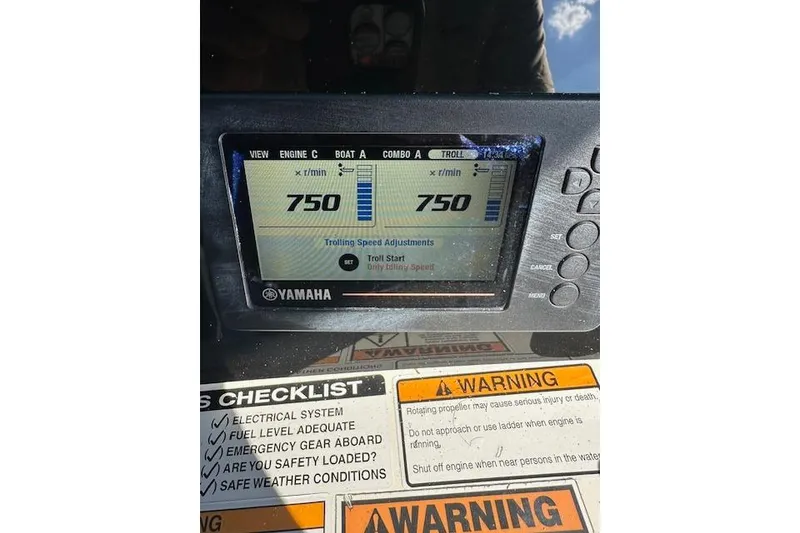 VIEW ENGINE C BOAT A COMBO A TROLL
× r/min × r/min
750 750
Trolling Speed Adjustments
SET Troll Start
Only Idling Speed
SET
CANCEL
MENU
YAMAHA
WARNING
S CHECKLIST
ELECTRICAL SYSTEM
FUEL LEVEL ADEQUATE
EMERGENCY GEAR ABOARD
ARE YOU SAFETY LOADED?
SAFE WEATHER CONDITIONS
WARNING
Rotating propeller may cause serious injury or death.
Do not approach or use ladder when engine is
running.
Shut off engine when near persons in the water
NG
WARNING